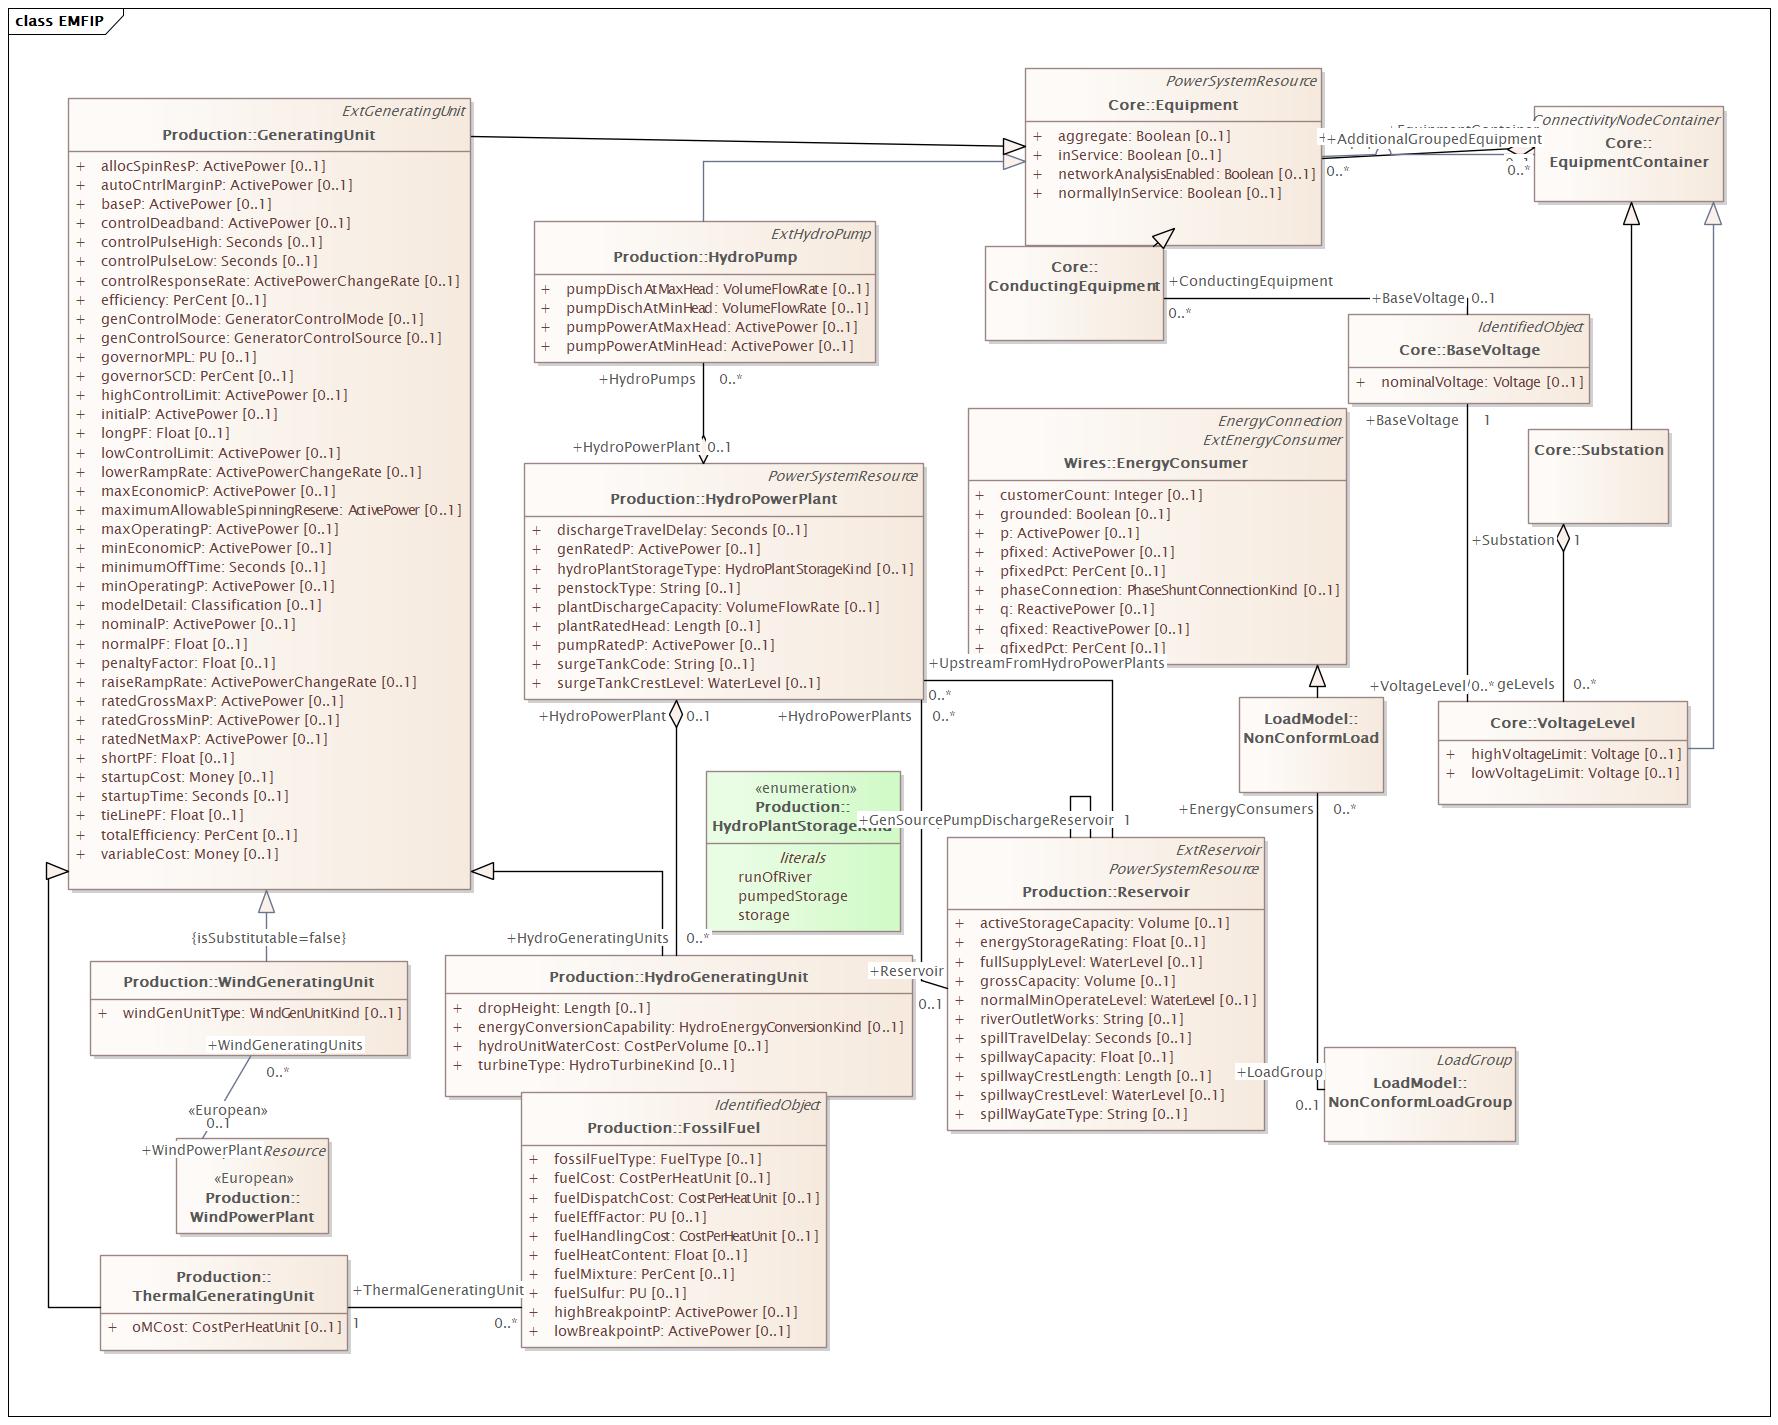 class EMFIP
ExtGeneratingUnit
Production::GeneratingUnit
+ allocSpinResP: ActivePower [0..1]
+ autoCntrlMarginP: ActivePower [0..1]
+ baseP: ActivePower [0..1]
+ controlDeadband: ActivePower [0..1]
+ controlPulseHigh: Seconds [0..1]
+ controlPulseLow: Seconds [0..1]
+ controlResponseRate: ActivePowerChangeRate [0..1]
+ efficiency: PerCent [0..1]
+ genControlMode: GeneratorControlMode [0..1]
+ genControlSource: GeneratorControlSource [0..1]
+ governorMPL: PU [0..1]
+ governorSCD: PerCent [0..1]
+ highControlLimit: ActivePower [0..1]
+ initialP: ActivePower [0..1]
+ longPF: Float [0..1]
+ lowControlLimit: ActivePower [0..1]
+ lowerRampRate: ActivePowerChangeRate [0..1]
+ maxEconomicP: ActivePower [0..1]
+ maximumAllowableSpinningReserve: ActivePower [0..1]
+ maxOperatingP: ActivePower [0..1]
+ minEconomicP: ActivePower [0..1]
+ minimumOffTime: Seconds [0..1]
+ minOperatingP: ActivePower [0..1]
+ modelDetail: Classification [0..1]
+ nominalP: ActivePower [0..1]
+ normalPF: Float [0..1]
+ penaltyFactor: Float [0..1]
+ raiseRampRate: ActivePowerChangeRate [0..1]
+ ratedGrossMaxP: ActivePower [0..1]
+ ratedGrossMinP: ActivePower [0..1]
+ ratedNetMaxP: ActivePower [0..1]
+ shortPF: Float [0..1]
+ startupCost: Money [0..1]
+ startupTime: Seconds [0..1]
+ tieLinePF: Float [0..1]
+ totalEfficiency: PerCent [0..1]
+ variableCost: Money [0..1]
PowerSystemResource
Core::Equipment
+ aggregate: Boolean [0..1]
+ inService: Boolean [0..1]
+ networkAnalysisEnabled: Boolean [0..1]
+ normallyInService: Boolean [0..1]
+AdditionalGroupedEquipment
0..*
0..*
ConnectivityNodeContainer
Core::
EquipmentContainer
ExtHydroPump
Production::HydroPump
+ pumpDischAtMaxHead: VolumeFlowRate [0..1]
+ pumpDischAtMinHead: VolumeFlowRate [0..1]
+ pumpPowerAtMaxHead: ActivePower [0..1]
+ pumpPowerAtMinHead: ActivePower [0..1]
+HydroPumps 0..*
+HydroPowerPlant 0..1
Core::
ConductingEquipment
+ConductingEquipment
0..*
+BaseVoltage 0..1
IdentifiedObject
Core::BaseVoltage
+ nominalVoltage: Voltage [0..1]
+BaseVoltage 1
PowerSystemResource
Production::HydroPowerPlant
+ dischargeTravelDelay: Seconds [0..1]
+ genRatedP: ActivePower [0..1]
+ hydroPlantStorageType: HydroPlantStorageKind [0..1]
+ penstockType: String [0..1]
+ plantDischargeCapacity: VolumeFlowRate [0..1]
+ plantRatedHead: Length [0..1]
+ pumpRatedP: ActivePower [0..1]
+ surgeTankCode: String [0..1]
+ surgeTankCrestLevel: WaterLevel [0..1]
EnergyConnection
ExtEnergyConsumer
Wires::EnergyConsumer
+ customerCount: Integer [0..1]
+ grounded: Boolean [0..1]
+ p: ActivePower [0..1]
+ pfixed: ActivePower [0..1]
+ pfixedPct: PerCent [0..1]
+ phaseConnection: PhaseShuntConnectionKind [0..1]
+ q: ReactivePower [0..1]
+ qfixed: ReactivePower [0..1]
+ qfixedPct: PerCent [0..1]
Core::Substation
+Substation 1
+UpstreamFromHydroPowerPlants
0..*
+HydroPowerPlant 0..1
+HydroPowerPlants 0..*
+VoltageLevel 0..* geLevels 0..*
LoadModel::
NonConformLoad
Core::VoltageLevel
+ highVoltageLimit: Voltage [0..1]
+ lowVoltageLimit: Voltage [0..1]
+EnergyConsumers 0..*
«enumeration»
Production::
HydroPlantStorageKind
literals
runOfRiver
pumpedStorage
storage
+GenSourcePumpDischargeReservoir 1
ExtReservoir
PowerSystemResource
Production::Reservoir
+ activeStorageCapacity: Volume [0..1]
+ energyStorageRating: Float [0..1]
+ fullSupplyLevel: WaterLevel [0..1]
+ grossCapacity: Volume [0..1]
+ normalMinOperateLevel: WaterLevel [0..1]
+ riverOutletWorks: String [0..1]
+ spillTravelDelay: Seconds [0..1]
+ spillwayCapacity: Float [0..1]
+ spillwayCrestLength: Length [0..1]
+ spillwayCrestLevel: WaterLevel [0..1]
+ spillWayGateType: String [0..1]
+Reservoir
0..1
{isSubstitutable=false}
+HydroGeneratingUnits 0..*
Production::WindGeneratingUnit
+ windGenUnitType: WindGenUnitKind [0..1]
+WindGeneratingUnits
0..*
Production::HydroGeneratingUnit
+ dropHeight: Length [0..1]
+ energyConversionCapability: HydroEnergyConversionKind [0..1]
+ hydroUnitWaterCost: CostPerVolume [0..1]
+ turbineType: HydroTurbineKind [0..1]
+LoadGroup
0..1
LoadGroup
LoadModel::
NonConformLoadGroup
«European»
0..1
+WindPowerPlant Resource
«European»
Production::
WindPowerPlant
IdentifiedObject
Production::FossilFuel
+ fossilFuelType: FuelType [0..1]
+ fuelCost: CostPerHeatUnit [0..1]
+ fuelDispatchCost: CostPerHeatUnit [0..1]
+ fuelEffFactor: PU [0..1]
+ fuelHandlingCost: CostPerHeatUnit [0..1]
+ fuelHeatContent: Float [0..1]
+ fuelMixture: PerCent [0..1]
+ fuelSulfur: PU [0..1]
+ highBreakpointP: ActivePower [0..1]
+ lowBreakpointP: ActivePower [0..1]
Production::
ThermalGeneratingUnit
+ oMCost: CostPerHeatUnit [0..1]
+ThermalGeneratingUnit
1 0..*